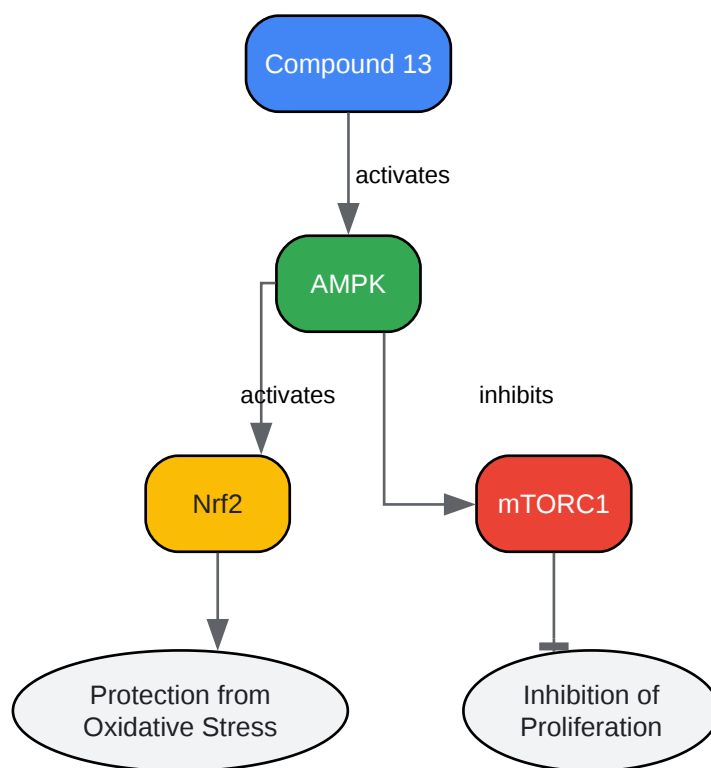 Compound 13
activates
AMPK
activates
inhibits
Nrf2
mTORC1
Protection from
Oxidative Stress
Inhibition of
Proliferation